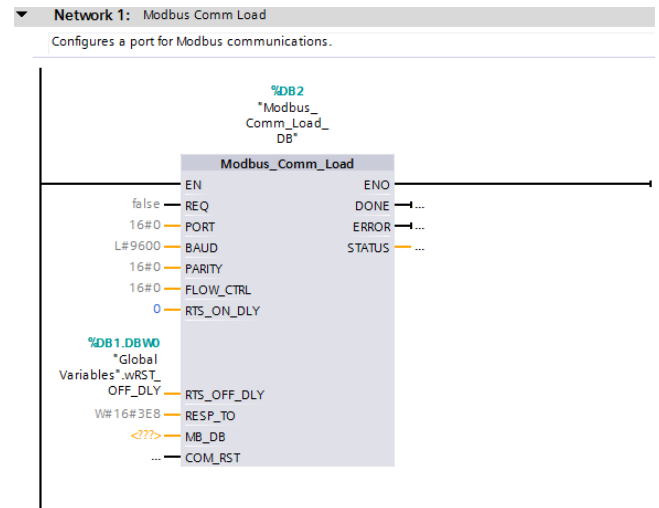 Network 1: Modbus Comm Load
Configures a port for Modbus communications.
%DB2
"Modbus_
Comm_Load_
DB"
Modbus_Comm_Load
EN ENO
false REQ DONE ...
16#0 PORT ERROR ...
L#9600 BAUD STATUS ...
16#0 PARITY
16#0 FLOW_CTRL
0 RTS_ON_DLY
%DB1.DBW0
"Global
Variables".wRST_
OFF_DLY RTS_OFF_DLY
W#16#3E8 RESP_TO
<???> MB_DB
... COM_RST